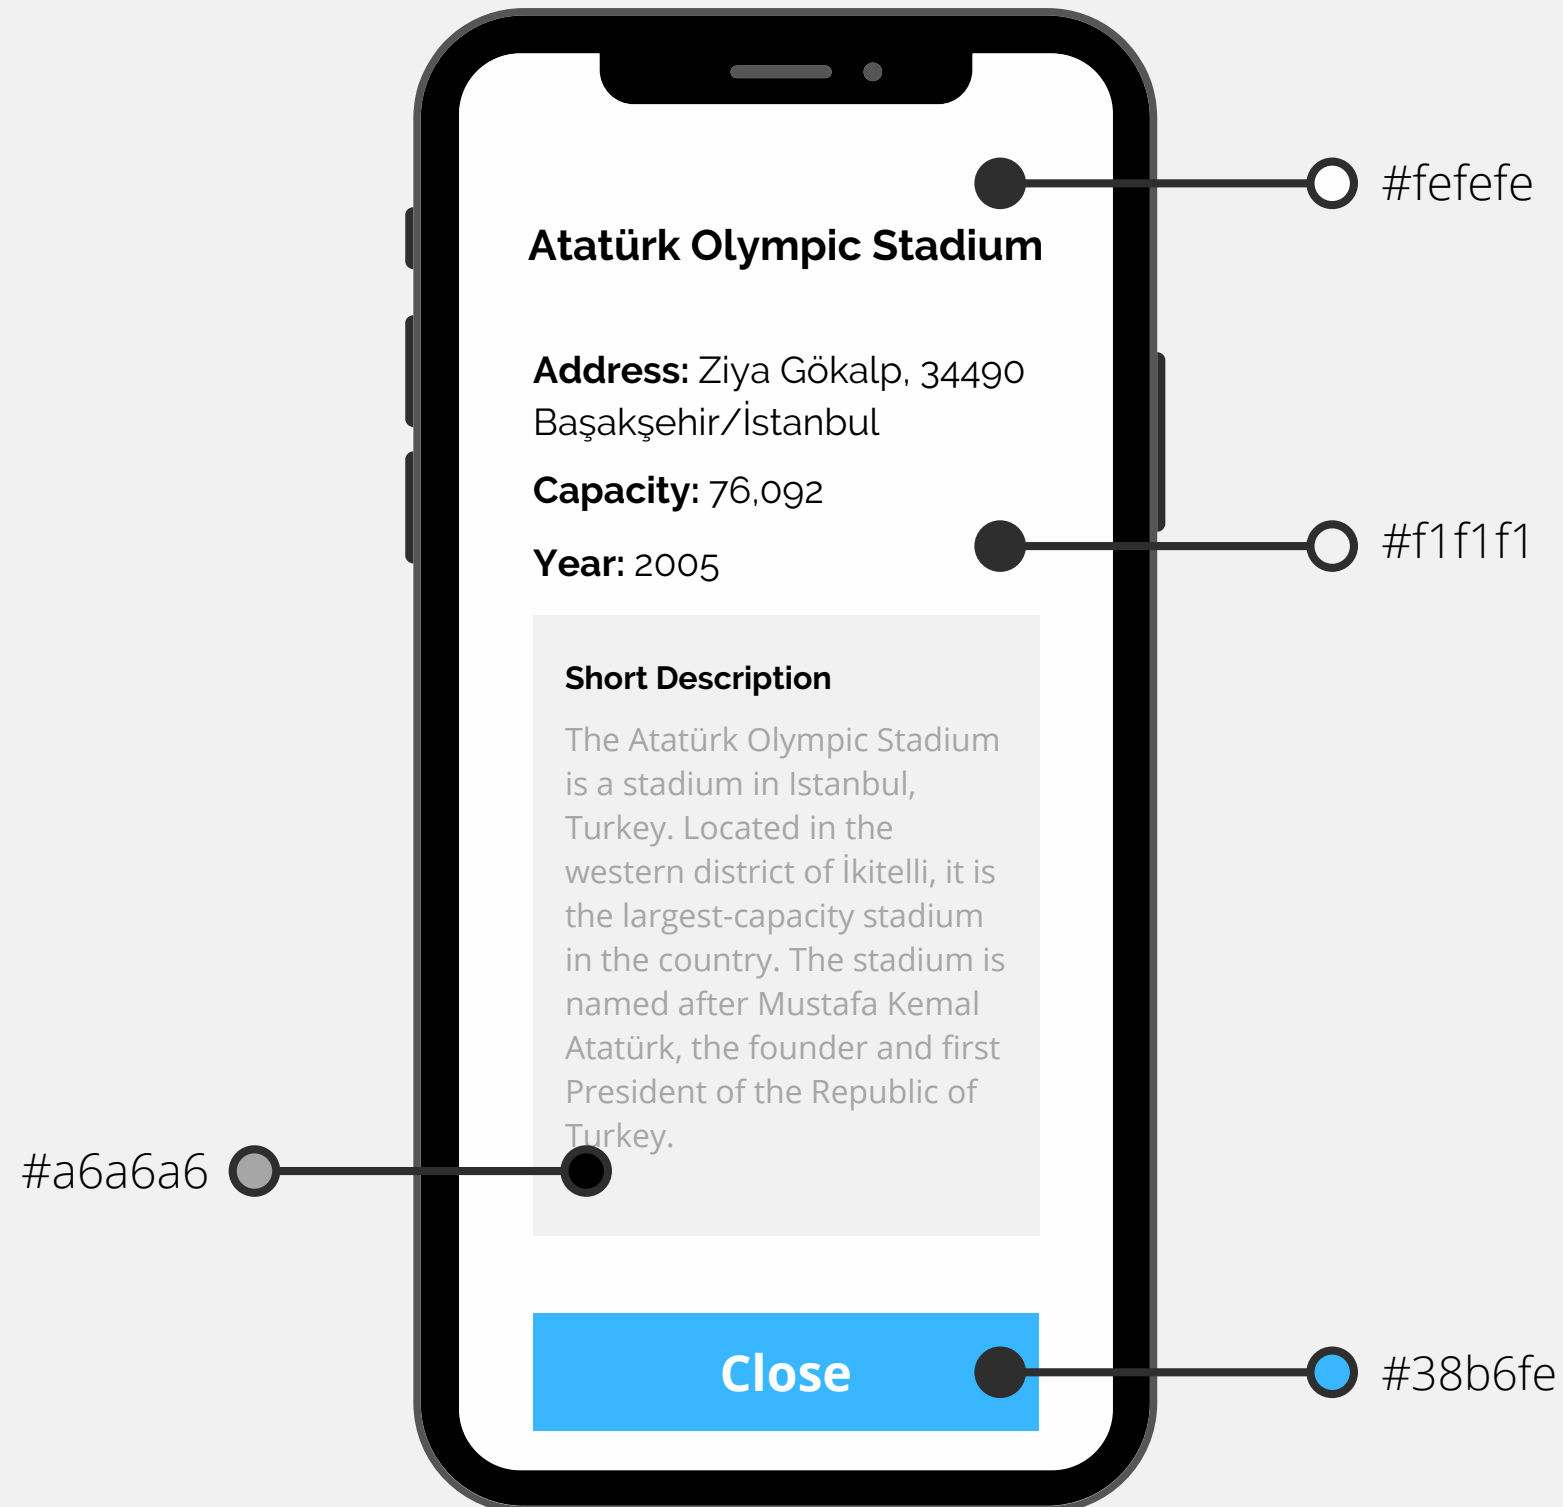 #fefefe
Atatürk Olympic Stadium
Address: Ziya Gökalp, 34490
Başakşehir/İstanbul
Capacity: 76,092
#f1f1f1
Year: 2005
Short Description
The Atatürk Olympic Stadium
is a stadium in Istanbul,
Turkey. Located in the
western district of İkitelli, it is
the largest-capacity stadium
in the country. The stadium is
named after Mustafa Kemal
Atatürk, the founder and first
President of the Republic of
Turkey.
#a6a6a6
Close
#38b6fe